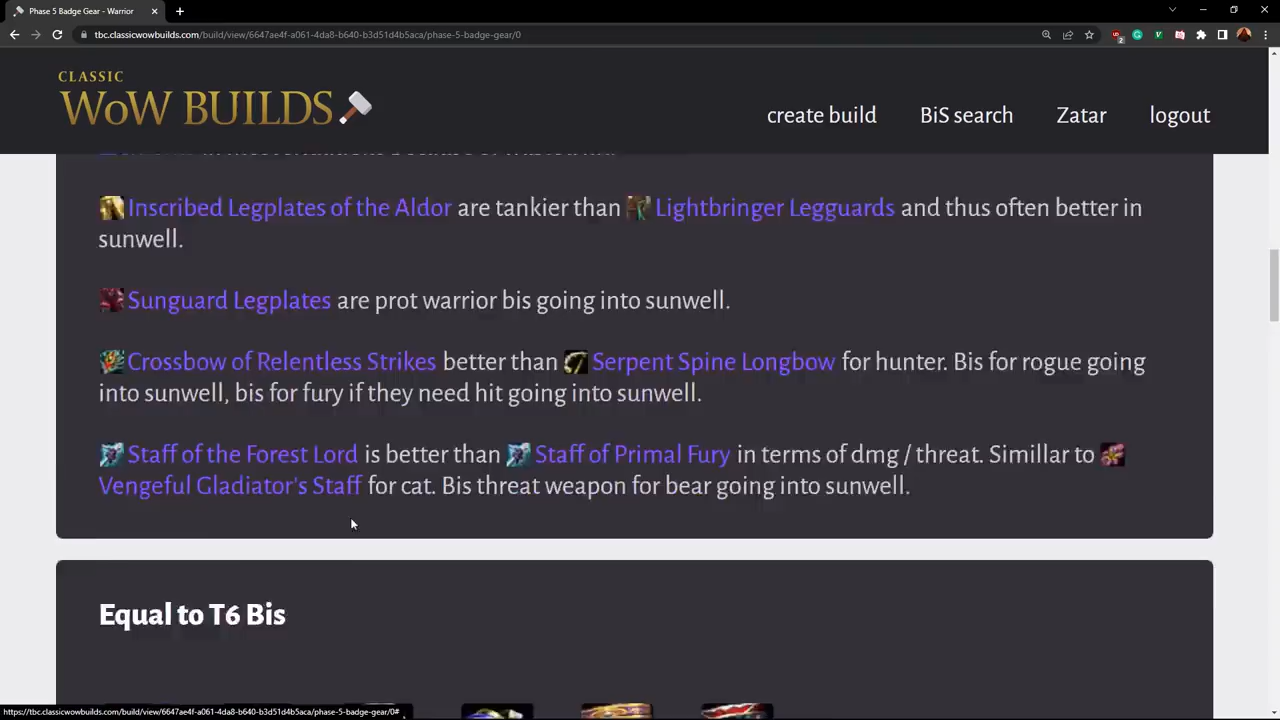 Phase 5 Badge Gear - Warrior
tbc.classicwowbuilds.com/build/view/6647ae4f-a061-4da8-b640-b3d51d4b5aca/phase-5-badge-gear/0
CLASSIC
WoW BUILDS
create build
BiS search
Zatar
logout
Inscribed Legplates of the Aldor are tankier than Lightbringer Legguards and thus often better in
sunwell.
Sunguard Legplates are prot warrior bis going into sunwell.
Crossbow of Relentless Strikes better than Serpent Spine Longbow for hunter. Bis for rogue going
into sunwell, bis for fury if they need hit going into sunwell.
Staff of the Forest Lord is better than Staff of Primal Fury in terms of dmg / threat. Simillar to
Vengeful Gladiator's Staff for cat. Bis threat weapon for bear going into sunwell.
Equal to T6 Bis
https://tbc.classicwowbuilds.com/build/view/6647ae4f-a061-4da8-b640-b3d51d4b5aca/phase-5-badge-gear/0#